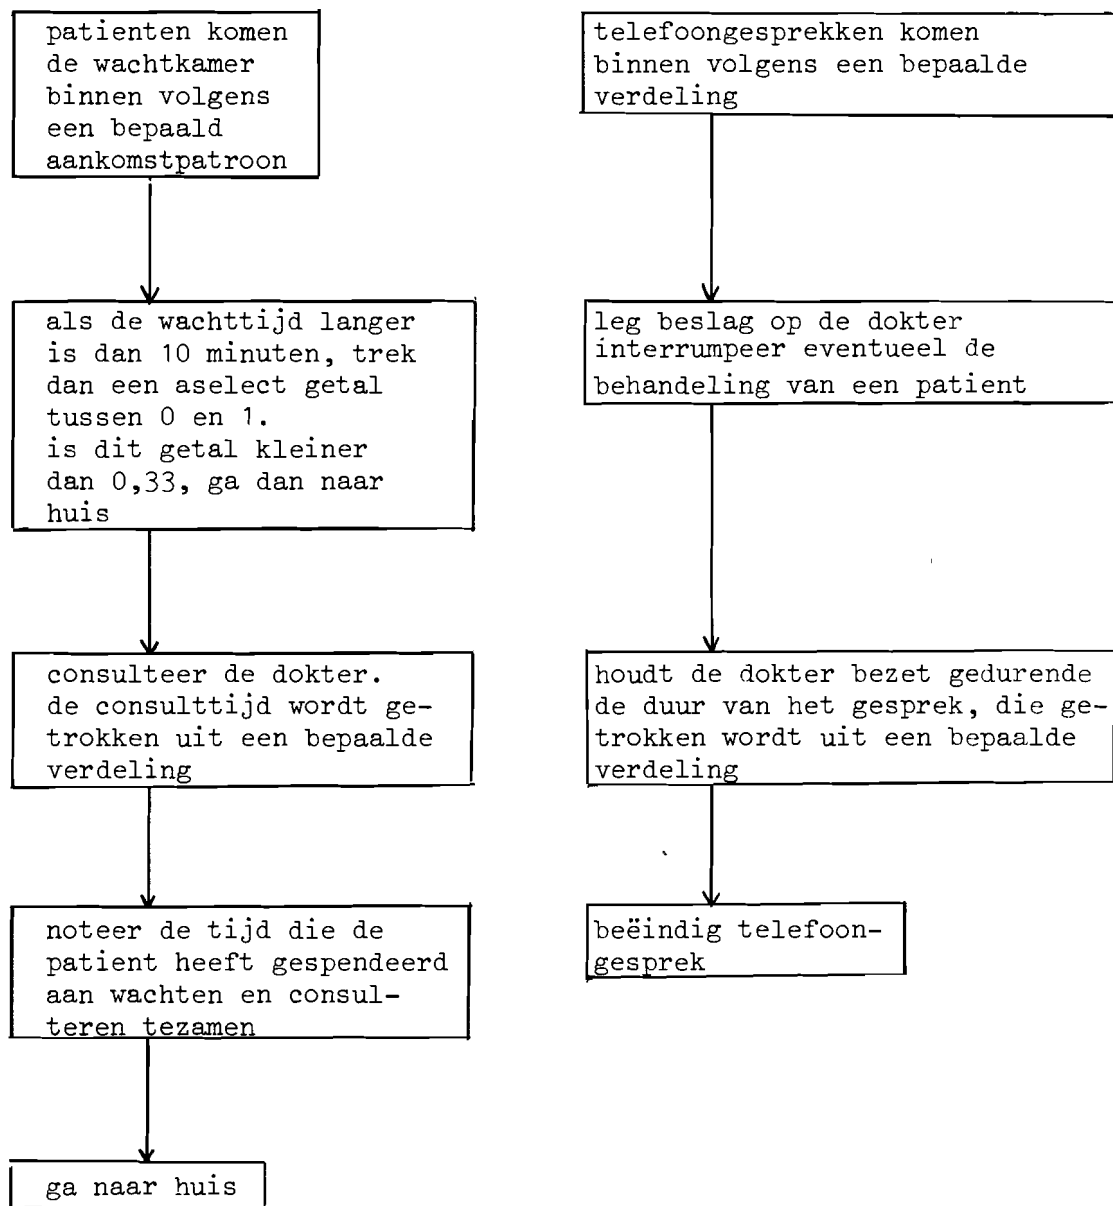 patienten komen
de wachtkamer
binnen volgens
een bepaald
aankomstpatroon
als de wachttijd langer
is dan 10 minuten, trek
dan een aselect getal
tussen 0 en 1.
is dit getal kleiner
dan 0,33, ga dan naar
huis
consulteer de dokter.
de consulttijd wordt ge-
trokken uit een bepaalde
verdeling
noteer de tijd die de
patient heeft gespendeerd
aan wachten en consul-
teren tezamen
ga naar huis
telefoongesprekken komen
binnen volgens een bepaalde
verdeling
leg beslag op de dokter
interrumpeer eventueel de
behandeling van een patient
houdt de dokter bezet gedurende
de duur van het gesprek, die ge-
trokken wordt uit een bepaalde
verdeling
beëindig telefoon-
gesprek